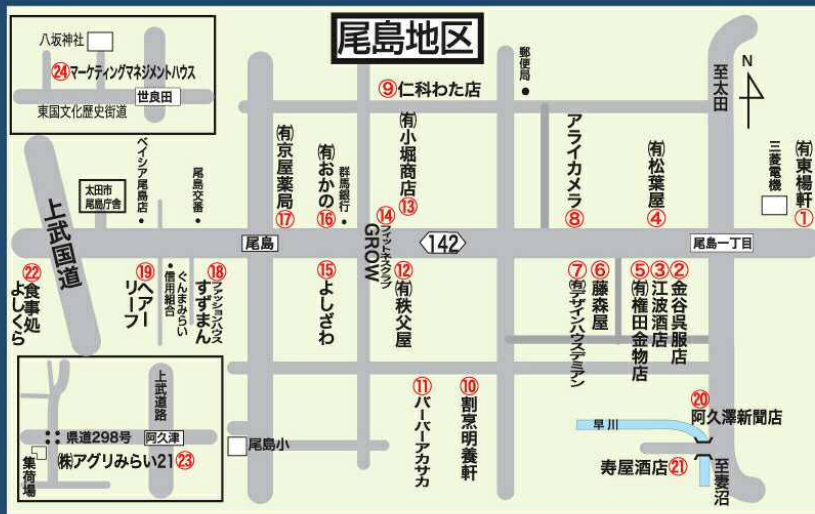 尾島地区
八坂神社
㉔マーケティングマネジメントハウス
世良田
東国文化歴史街道
郵便局
至太田
N
⑨仁科わた店
㈲京屋薬局⑰
㈲おかの⑯
群馬銀行
㈲小堀商店⑬
アライカメラ⑧
㈲松葉屋④
三菱電機
㈲東楊軒①
ベイシア尾島店
尾島交番
太田市
尾島庁舎
上武国道
尾島
⑭フィットネスクラブ
GROW
142
尾島一丁目
㉒食事処
よしくら
⑲ヘアー
リーフ
ぐんまみらい
信用組合
⑱ファッションハウス
すずまん
⑮よしざわ
⑫㈲秩父屋
⑦㈲デザインハウスデミアン
⑥藤森屋
⑤㈲権田金物店
③江波酒店
②金谷呉服店
上武道路
県道298号
阿久津
集荷場
㈱アグリみらい21㉓
尾島小
⑪バーバーアカサカ
⑩割烹明養軒
⑳
阿久澤新聞店
早川
寿屋酒店㉑
至妻沼